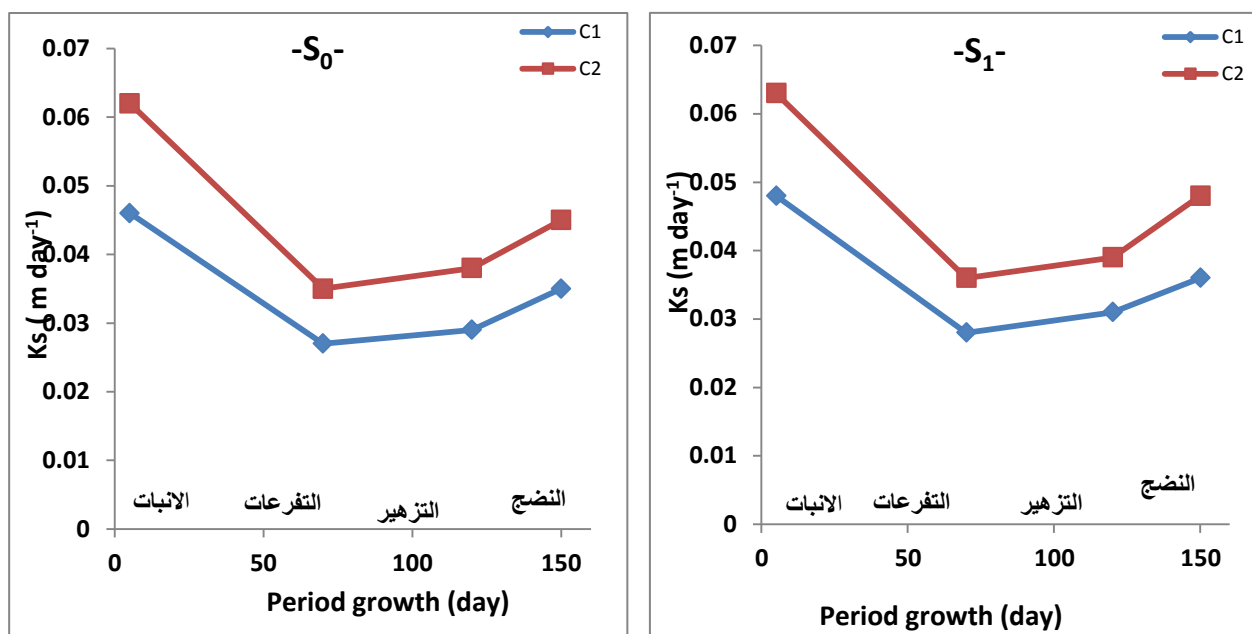 -S₀-
C1
C2
Ks ( m day⁻¹)
0.07
0.06
0.05
0.04
0.03
0.02
0.01
0
الانبات
التفرعات
التزهير
النضج
0 50 100 150
Period growth (day)
-S₁-
C1
C2
Ks (m day⁻¹)
0.07
0.06
0.05
0.04
0.03
0.02
0.01
0
الانبات
التفرعات
التزهير
النضج
0 50 100 150
Period growth (day)